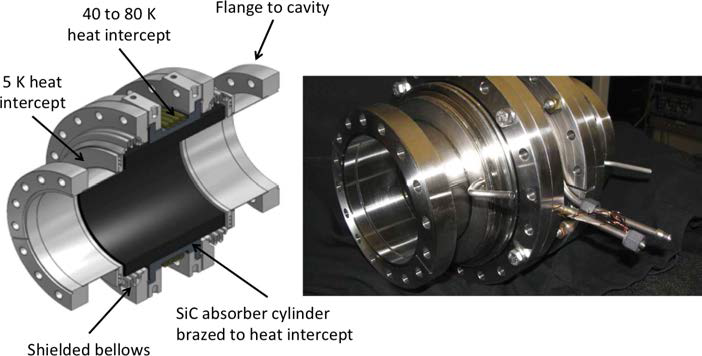 40 to 80 K
heat intercept
Flange to cavity
5 K heat
intercept
SiC absorber cylinder
brazed to heat intercept
Shielded bellows